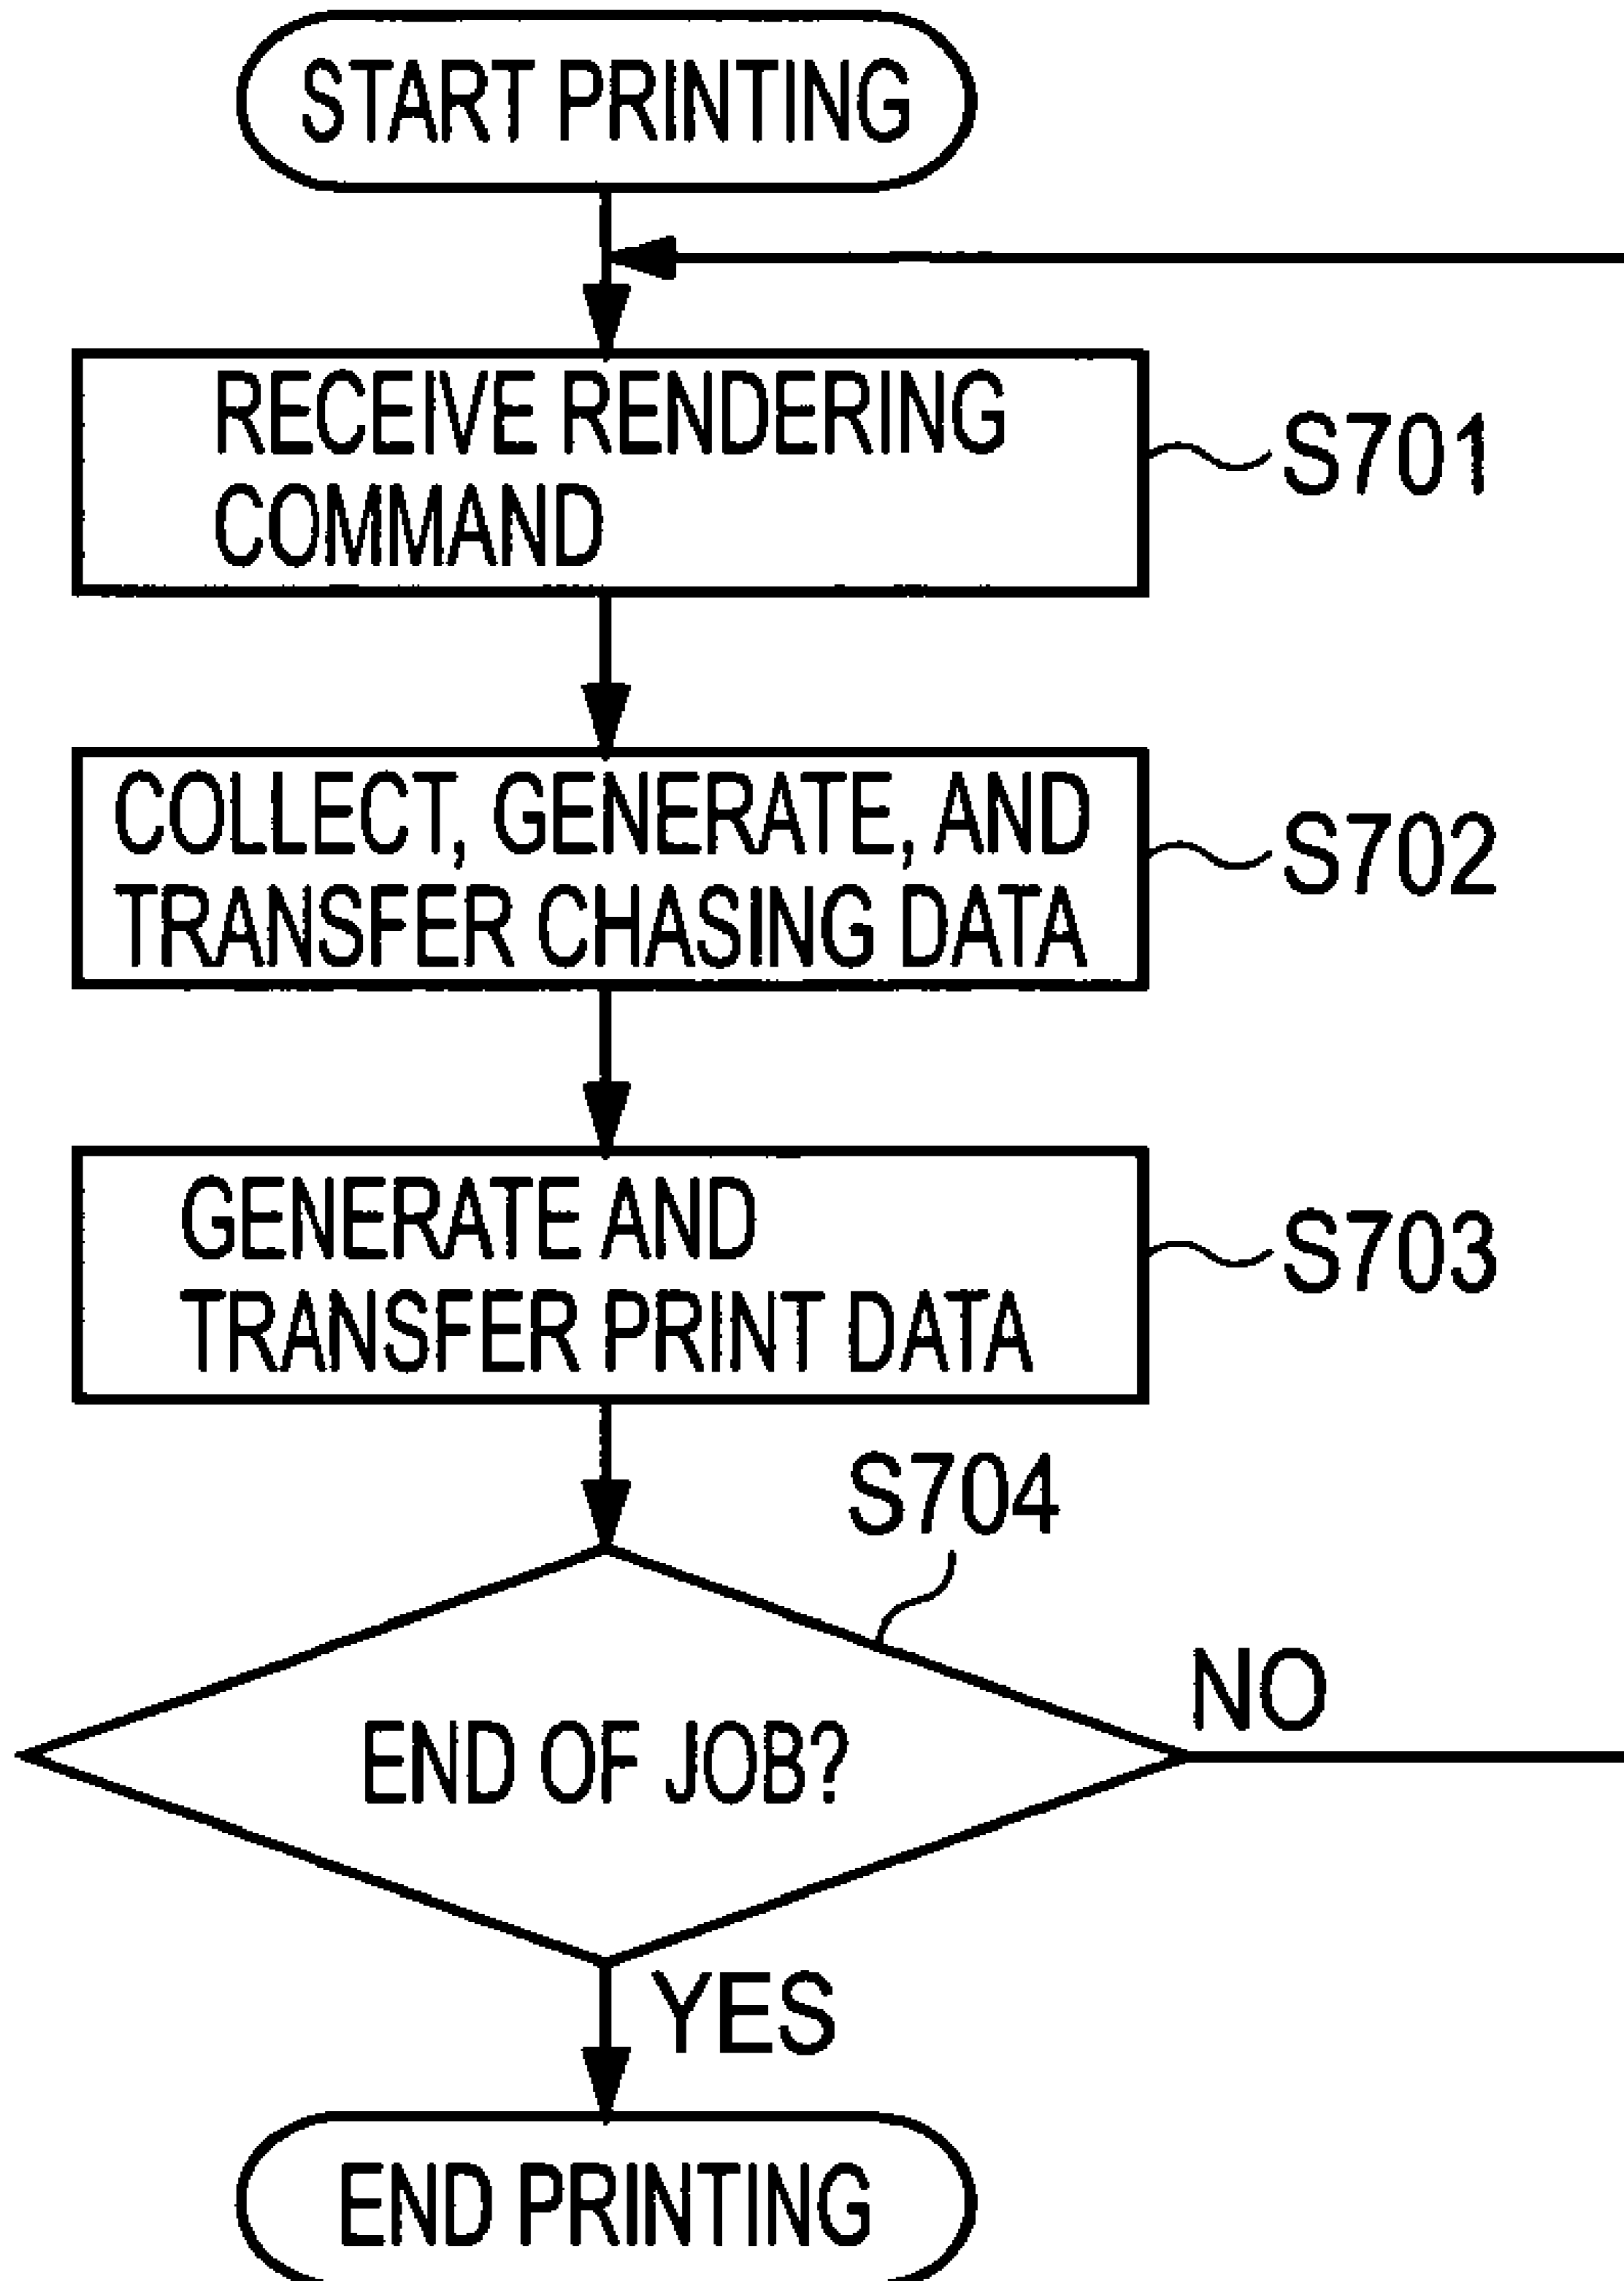 START PRINTING
RECEIVE RENDERING
COMMAND
S701
COLLECT, GENERATE, AND
TRANSFER CHASING DATA
S702
GENERATE AND
TRANSFER PRINT DATA
S703
S704
END OF JOB?
NO
YES
END PRINTING